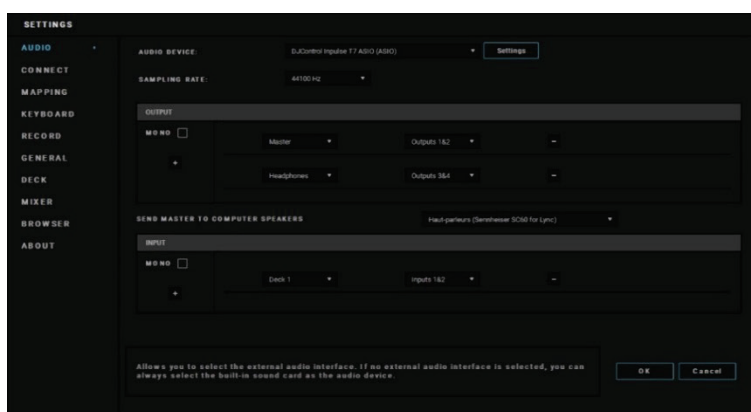 SETTINGS
AUDIO
CONNECT
MAPPING
KEYBOARD
RECORD
GENERAL
DECK
MIXER
BROWSER
ABOUT
AUDIO DEVICE: DJControl Inpulse T7 ASIO (ASIO) Settings
SAMPLING RATE: 44100 Hz
OUTPUT
MONO
Master Outputs 1&2 -
+
Headphones Outputs 3&4 -
SEND MASTER TO COMPUTER SPEAKERS Haut-parleurs (Sennheiser SC60 for Lync)
INPUT
MONO
Deck 1 Inputs 1&2 -
+
Allows you to select the external audio interface. If no external audio interface is selected, you can
always select the built-in sound card as the audio device.
OK Cancel